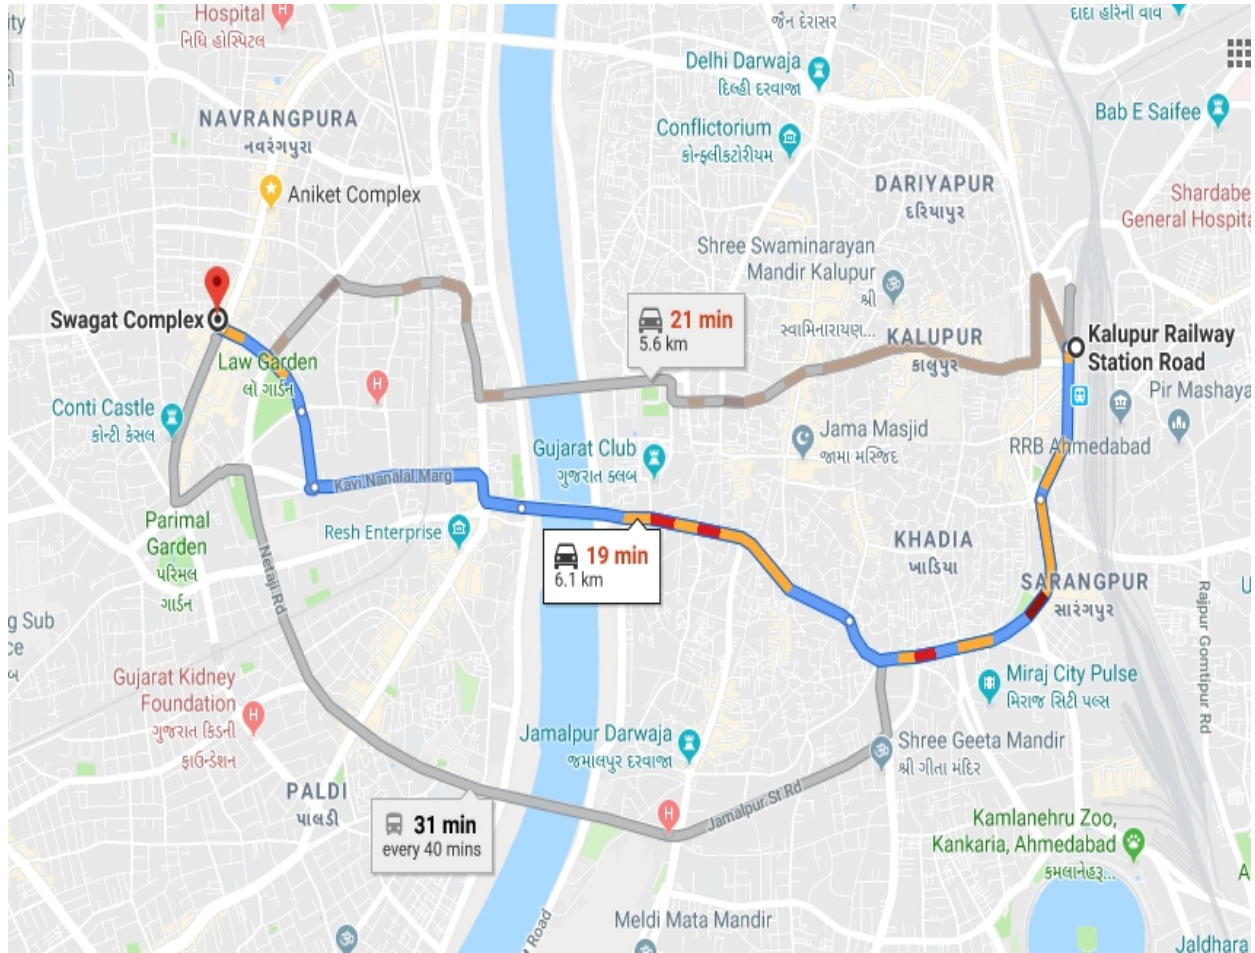 Hospital
નિધિ હોસ્પિટલ
ity
જૈન દેરાસર
દાદા હરિની વાવ
Delhi Darwaja
દિલ્હી દરવાજા
Bab E Saifee
NAVRANGPURA
નવરંગપુરા
Conflictorium
કોન્ફ્લીકટોરીયમ
Aniket Complex
DARIYAPUR
દરિયાપુર
Shardabe
General Hospita
Shree Swaminarayan
Mandir Kalupur
શ્રી
સ્વામિનારાયણ...
Swagat Complex
21 min
5.6 km
KALUPUR
કાલુપુર
Kalupur Railway
Station Road
Law Garden
લો ગાર્ડન
H
Pir Mashaya
Conti Castle
કોન્ટી કેસલ
Gujarat Club
ગુજરાત ક્લબ
Jama Masjid
જામા મસ્જિદ
RRB Ahmedabad
Kavi Nanalal Marg
Parimal
Garden
પરિમલ
ગાર્ડન
Resh Enterprise
19 min
6.1 km
KHADIA
ખાડિયા
SARANGPUR
સારંગપુર
Netaji Rd
Rajpur Gomtipur Rd
g Sub
ce
Gujarat Kidney
Foundation
ગુજરાત કિડની
ફાઉન્ડેશન
H
Miraj City Pulse
મિરાજ સિટી પલ્સ
Jamalpur Darwaja
જમાલપુર દરવાજા
Shree Geeta Mandir
શ્રી ગીતા મંદિર
PALDI
પાલડી
31 min
every 40 mins
H
Jamalpur St Rd
Kamlanehru Zoo,
Kankaria, Ahmedabad
કમલાનેહરૂ...
Meldi Mata Mandir
t Road
Jaldhara